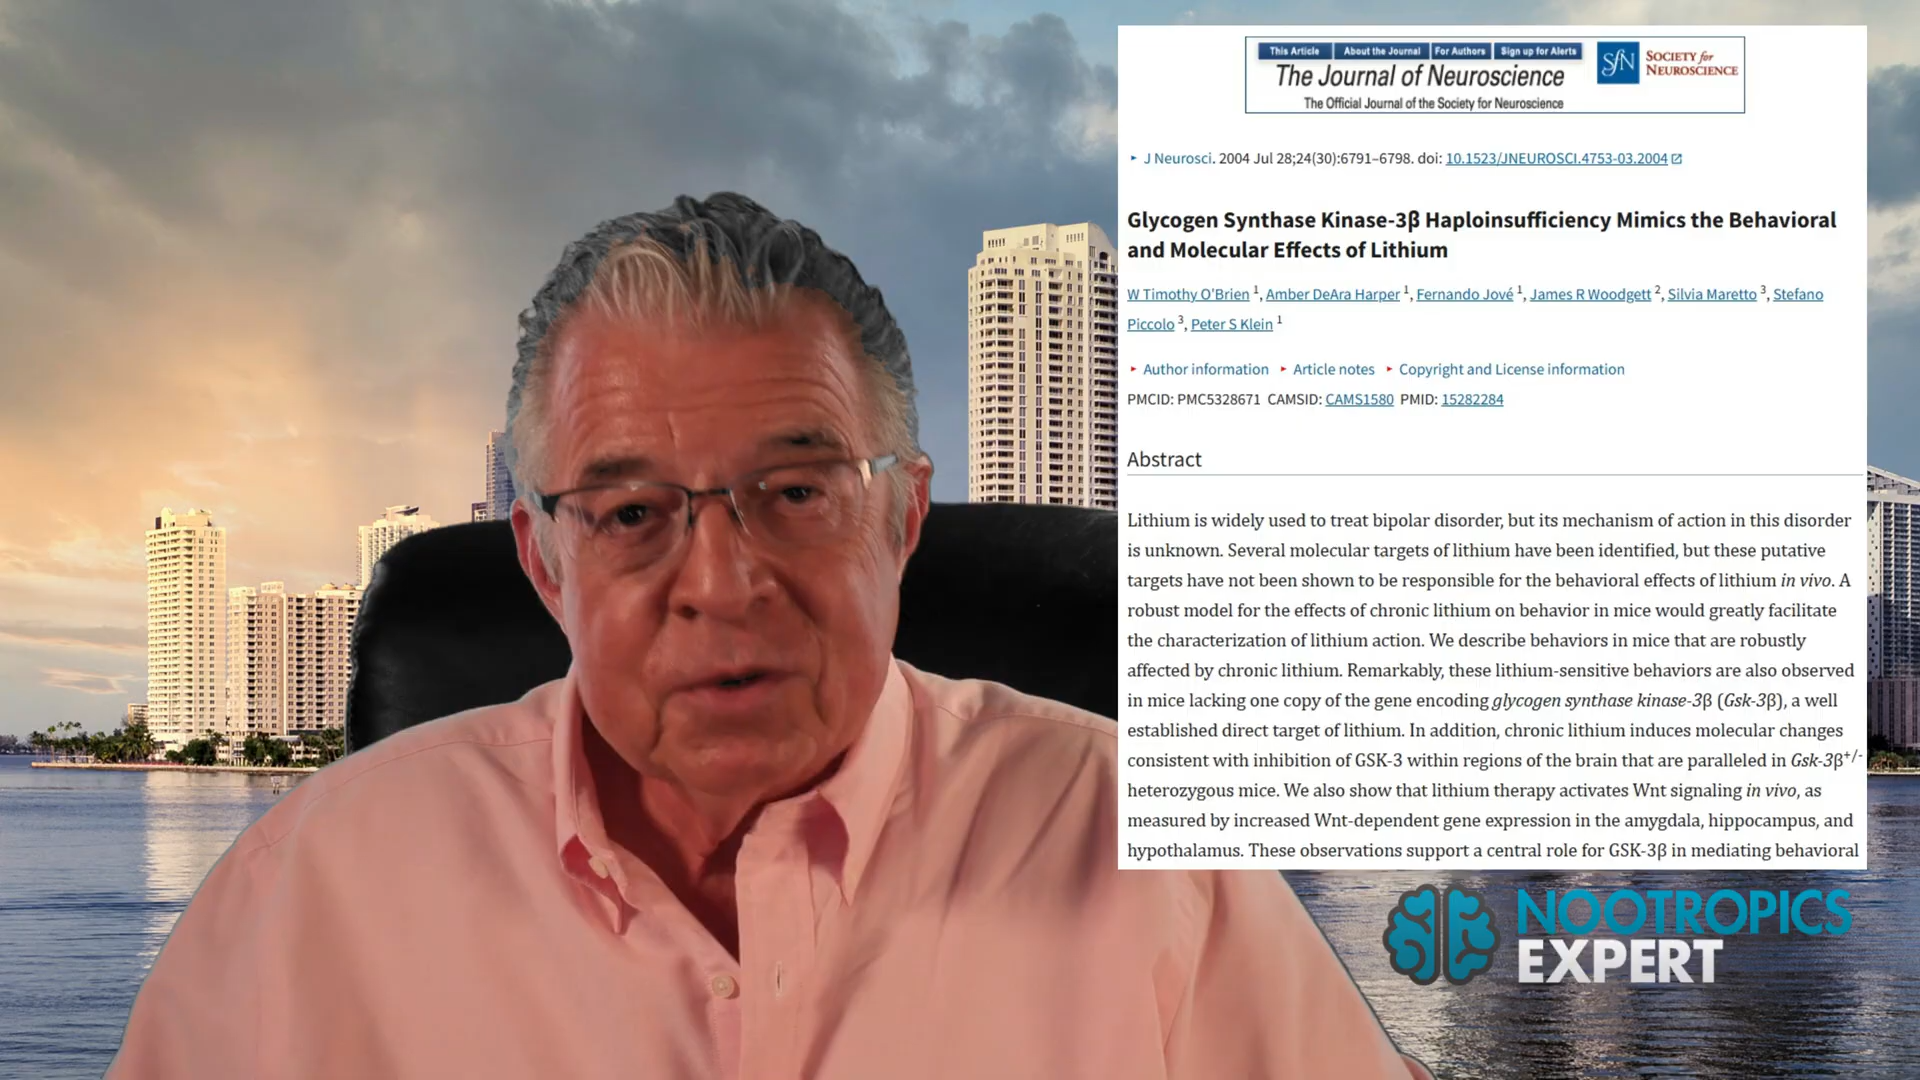 This Article
About the Journal
For Authors
Sign up for Alerts
The Journal of Neuroscience
The Official Journal of the Society for Neuroscience
SfN
SOCIETY for
NEUROSCIENCE
‣ J Neurosci. 2004 Jul 28;24(30):6791–6798. doi: 10.1523/JNEUROSCI.4753-03.2004
Glycogen Synthase Kinase-3β Haploinsufficiency Mimics the Behavioral
and Molecular Effects of Lithium
W Timothy O'Brien 1, Amber DeAra Harper 1, Fernando Jové 1, James R Woodgett 2, Silvia Maretto 3, Stefano
Piccolo 3, Peter S Klein 1
‣ Author information ‣ Article notes ‣ Copyright and License information
PMCID: PMC5328671 CAMSID: CAMS1580 PMID: 15282284
Abstract
Lithium is widely used to treat bipolar disorder, but its mechanism of action in this disorder
is unknown. Several molecular targets of lithium have been identified, but these putative
targets have not been shown to be responsible for the behavioral effects of lithium in vivo. A
robust model for the effects of chronic lithium on behavior in mice would greatly facilitate
the characterization of lithium action. We describe behaviors in mice that are robustly
affected by chronic lithium. Remarkably, these lithium-sensitive behaviors are also observed
in mice lacking one copy of the gene encoding glycogen synthase kinase-3β (Gsk-3β), a well
established direct target of lithium. In addition, chronic lithium induces molecular changes
consistent with inhibition of GSK-3 within regions of the brain that are paralleled in Gsk-3β+/-
heterozygous mice. We also show that lithium therapy activates Wnt signaling in vivo, as
measured by increased Wnt-dependent gene expression in the amygdala, hippocampus, and
hypothalamus. These observations support a central role for GSK-3β in mediating behavioral
NOOTROPICS
EXPERT